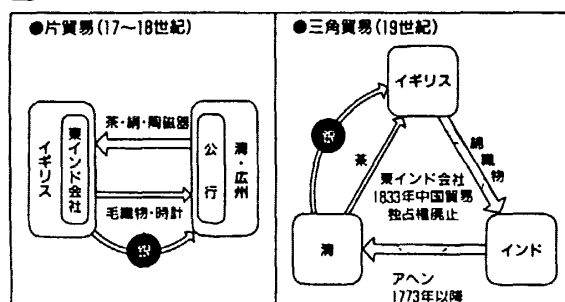 ●片貿易(17〜18世紀)
茶・絹・陶磁器
イギリス
東インド会社
公行
清・広州
毛織物・時計
銀
●三角貿易(19世紀)
イギリス
銀
茶
綿織物
東インド会社
1833年中国貿易
独占権廃止
清
インド
アヘン
1773年以降